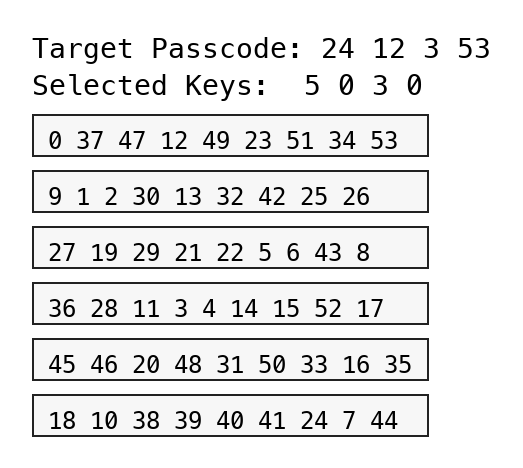 Target Passcode: 24 12 3 53
Selected Keys: 5 0 3 0
0 37 47 12 49 23 51 34 53
9 1 2 30 13 32 42 25 26
27 19 29 21 22 5 6 43 8
36 28 11 3 4 14 15 52 17
45 46 20 48 31 50 33 16 35
18 10 38 39 40 41 24 7 44